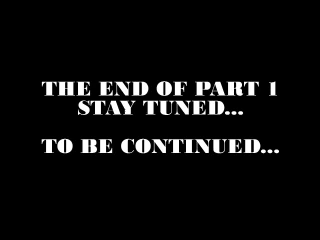 THE END OF PART 1
STAY TUNED...
TO BE CONTINUED...